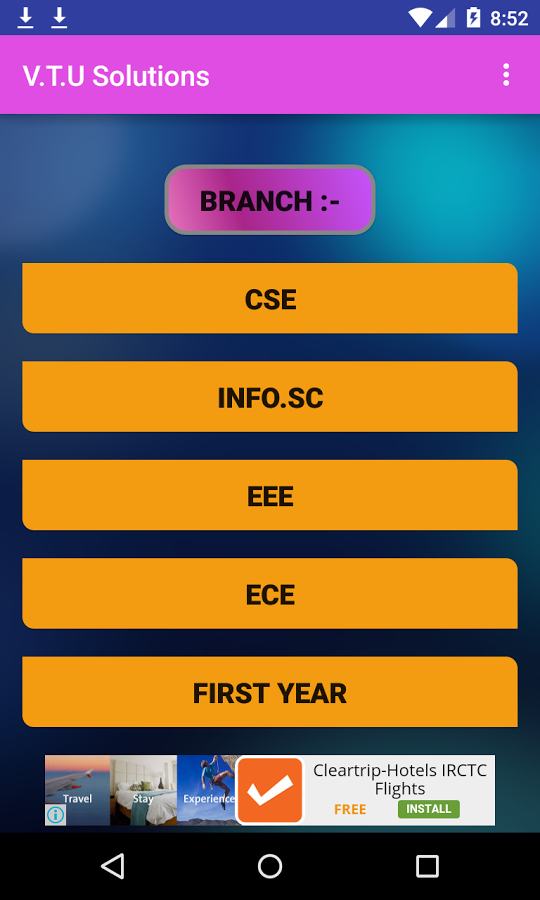 8:52
V.T.U Solutions
BRANCH :-
CSE
INFO.SC
EEE
ECE
FIRST YEAR
Travel
Stay
Experience
Cleartrip-Hotels IRCTC
Flights
FREE
INSTALL